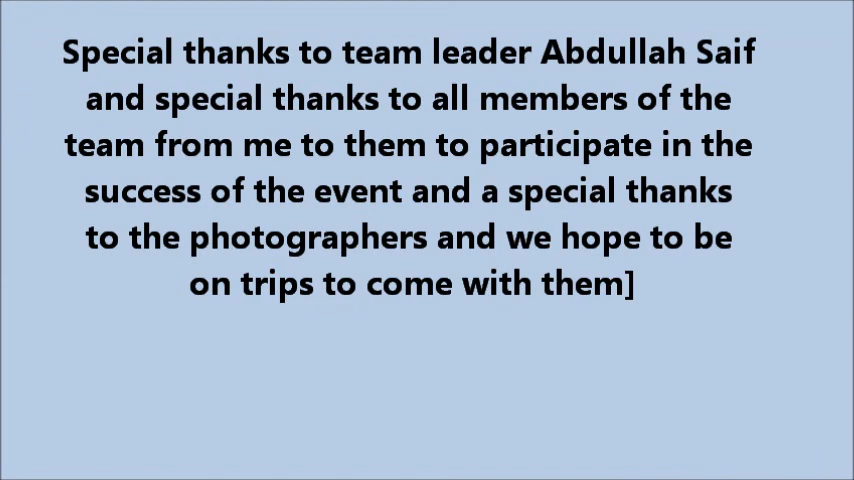 Special thanks to team leader Abdullah Saif
and special thanks to all members of the
team from me to them to participate in the
success of the event and a special thanks
to the photographers and we hope to be
on trips to come with them]